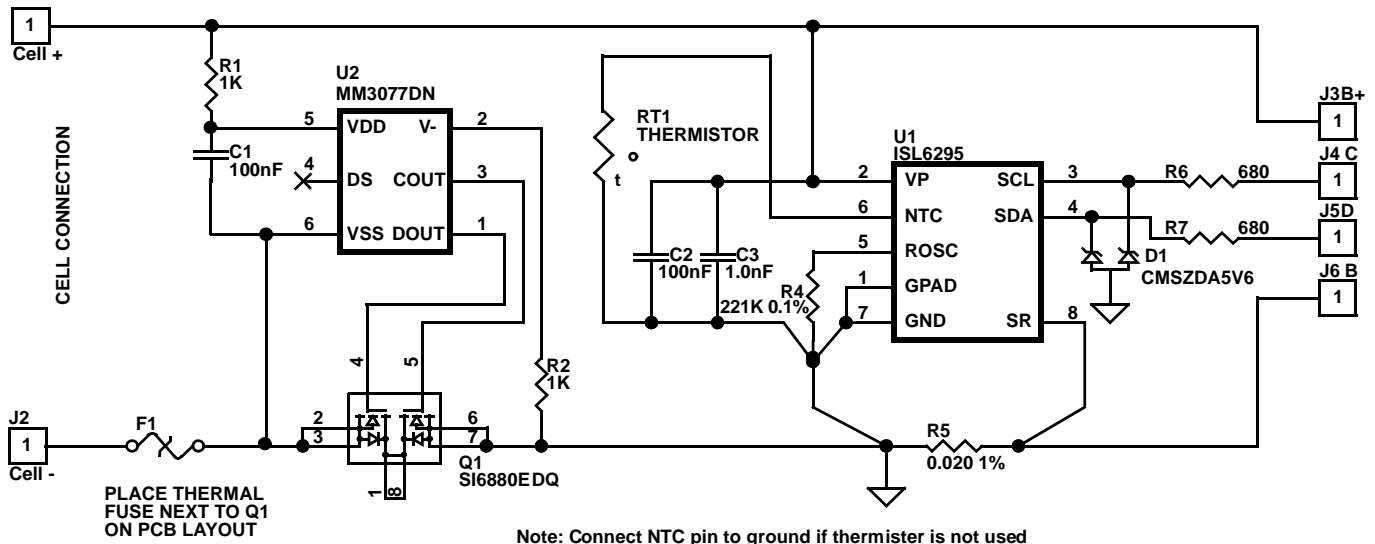 1
Cell +
R1
1K
U2
MM3077DN
5
VDD
V-
2
C1
100nF
4
DS
COUT
3
6
VSS
DOUT
1
CELL CONNECTION
RT1
THERMISTOR
t
U1
ISL6295
2
VP
SCL
3
6
NTC
SDA
4
5
ROSC
1
GPAD
7
GND
SR
8
C2
100nF
C3
1.0nF
R4
221K 0.1%
R6
680
R7
680
D1
CMSZDA5V6
J3B+
1
J4 C
1
J5D
1
J6 B
1
4
5
R2
1K
J2
1
Cell -
F1
2
3
6
7
Q1
SI6880EDQ
1
8
R5
0.020 1%
PLACE THERMAL
FUSE NEXT TO Q1
ON PCB LAYOUT
Note: Connect NTC pin to ground if thermister is not used